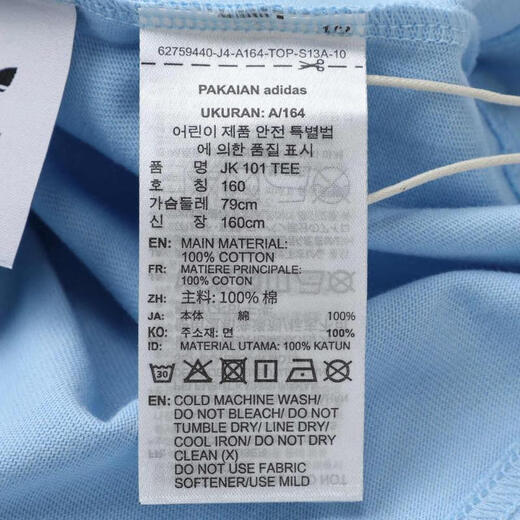 62759440-J4-A164-TOP-S13A-10
PAKAIAN adidas
UKURAN: A/164
어린이 제품 안전 특별법
에 의한 품질 표시
품 명 JK 101 TEE
호 칭 160
가슴둘레 79cm
신 장 160cm
EN: MAIN MATERIAL:
100% COTTON
FR: MATIERE PRINCIPALE:
100% COTON
ZH: 主料: 100% 棉
JA: 本体 綿 100%
KO: 주소재: 면 100%
ID: MATERIAL UTAMA: 100% KATUN
30
EN: COLD MACHINE WASH/
DO NOT BLEACH/ DO NOT
TUMBLE DRY/ LINE DRY/
COOL IRON/ DO NOT DRY
CLEAN (X)
DO NOT USE FABRIC
SOFTENER/USE MILD